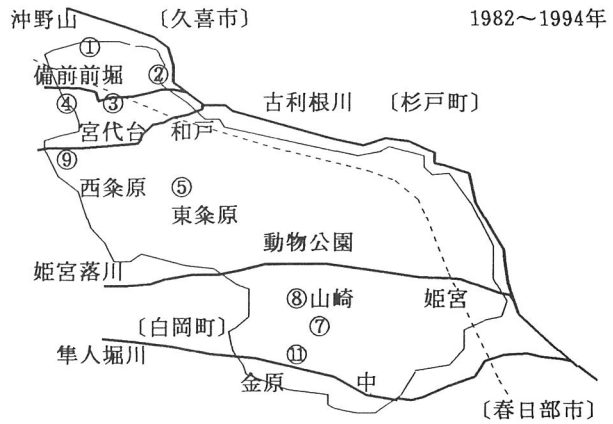 沖野山 〔久喜市〕 1982～1994年
①
備前前堀 ②
④ ③ 古利根川 〔杉戸町〕
宮代台 和戸
⑨
西粂原 ⑤
東粂原
動物公園
姫宮落川
⑧山崎 姫宮
〔白岡町〕 ⑦
隼人堀川 ⑪
金原 中
〔春日部市〕